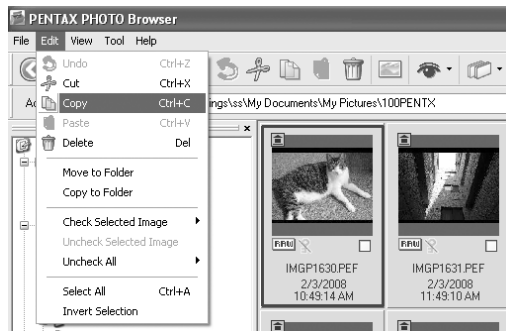 PENTAX PHOTO Browser
File Edit View Tool Help
Undo Ctrl+Z
Cut Ctrl+X
Copy Ctrl+C
Paste Ctrl+V
Delete Del
Move to Folder
Copy to Folder
Check Selected Image
Uncheck Selected Image
Uncheck All
Select All Ctrl+A
Invert Selection
Ad
ings\ss\My Documents\My Pictures\100PENTX
RAW
IMGP1630.PEF
2/3/2008
10:49:14 AM
RAW
IMGP1631.PEF
2/3/2008
11:49:10 AM